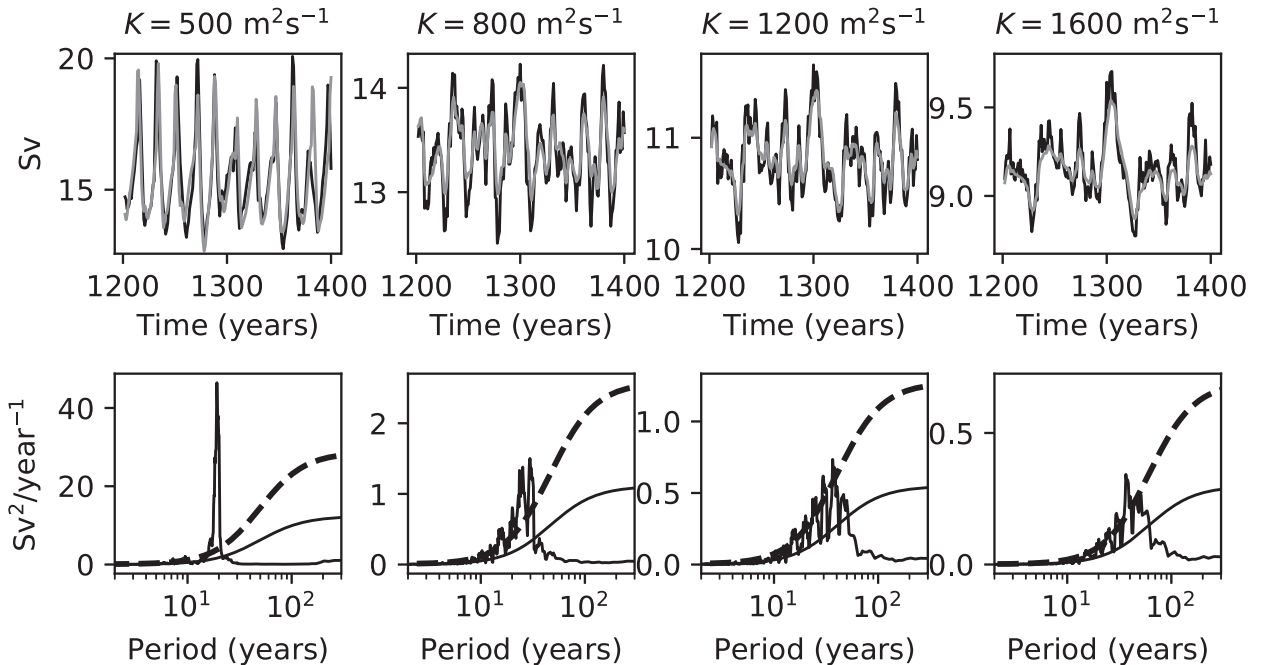 K = 500 m²s⁻¹
K = 800 m²s⁻¹
K = 1200 m²s⁻¹
K = 1600 m²s⁻¹
Sv
20
15
1200 1300 1400
Time (years)
14
13
1200 1300 1400
Time (years)
11
10
1200 1300 1400
Time (years)
9.5
9.0
1200 1300 1400
Time (years)
Sv²/year⁻¹
40
20
0
10¹ 10²
Period (years)
2
1
0
10¹ 10²
Period (years)
1.0
0.5
0.
10¹ 10²
Period (years)
0.5
0.
10¹ 10²
Period (years)